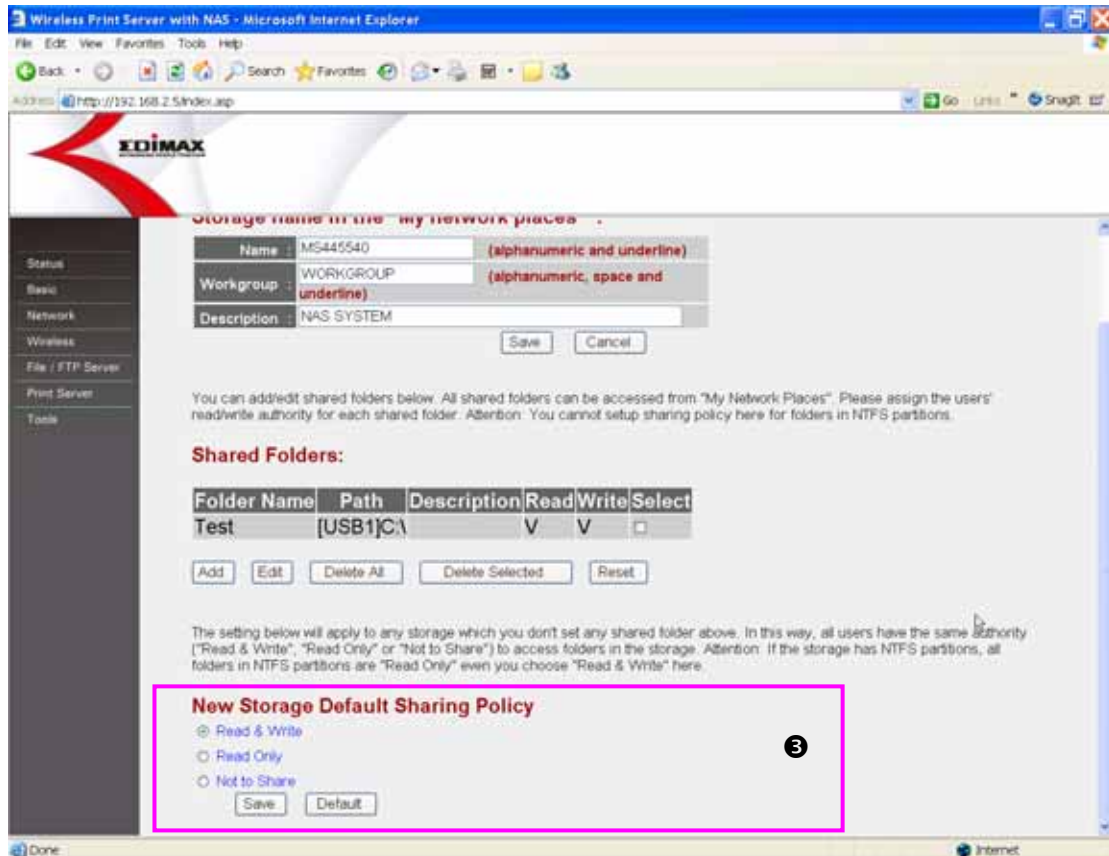 Wireless Print Server with NAS - Microsoft Internet Explorer
File Edit View Favorites Tools Help
Back Search Favorites
Address http://192.168.2.5/index.asp Go Links » SnagIt
EDIMAX
Storage name in the "My network places" :
Name : MS445540 (alphanumeric and underline)
Workgroup : WORKGROUP (alphanumeric, space and
underline)
Description : NAS SYSTEM
Save Cancel
Status
Basic
Network
Wireless
File / FTP Server
Print Server
Tools
You can add/edit shared folders below. All shared folders can be accessed from "My Network Places". Please assign the users'
read/write authority for each shared folder. Attention: You cannot setup sharing policy here for folders in NTFS partitions.
Shared Folders:
Folder Name Path Description Read Write Select
Test [USB1]C:\ V V
Add Edit Delete All Delete Selected Reset
The setting below will apply to any storage which you don't set any shared folder above. In this way, all users have the same authority
("Read & Write", "Read Only" or "Not to Share") to access folders in the storage. Attention: If the storage has NTFS partitions, all
folders in NTFS partitions are "Read Only" even you choose "Read & Write" here.
New Storage Default Sharing Policy
Read & Write
Read Only
Not to Share
Save Default
❸
Done Internet